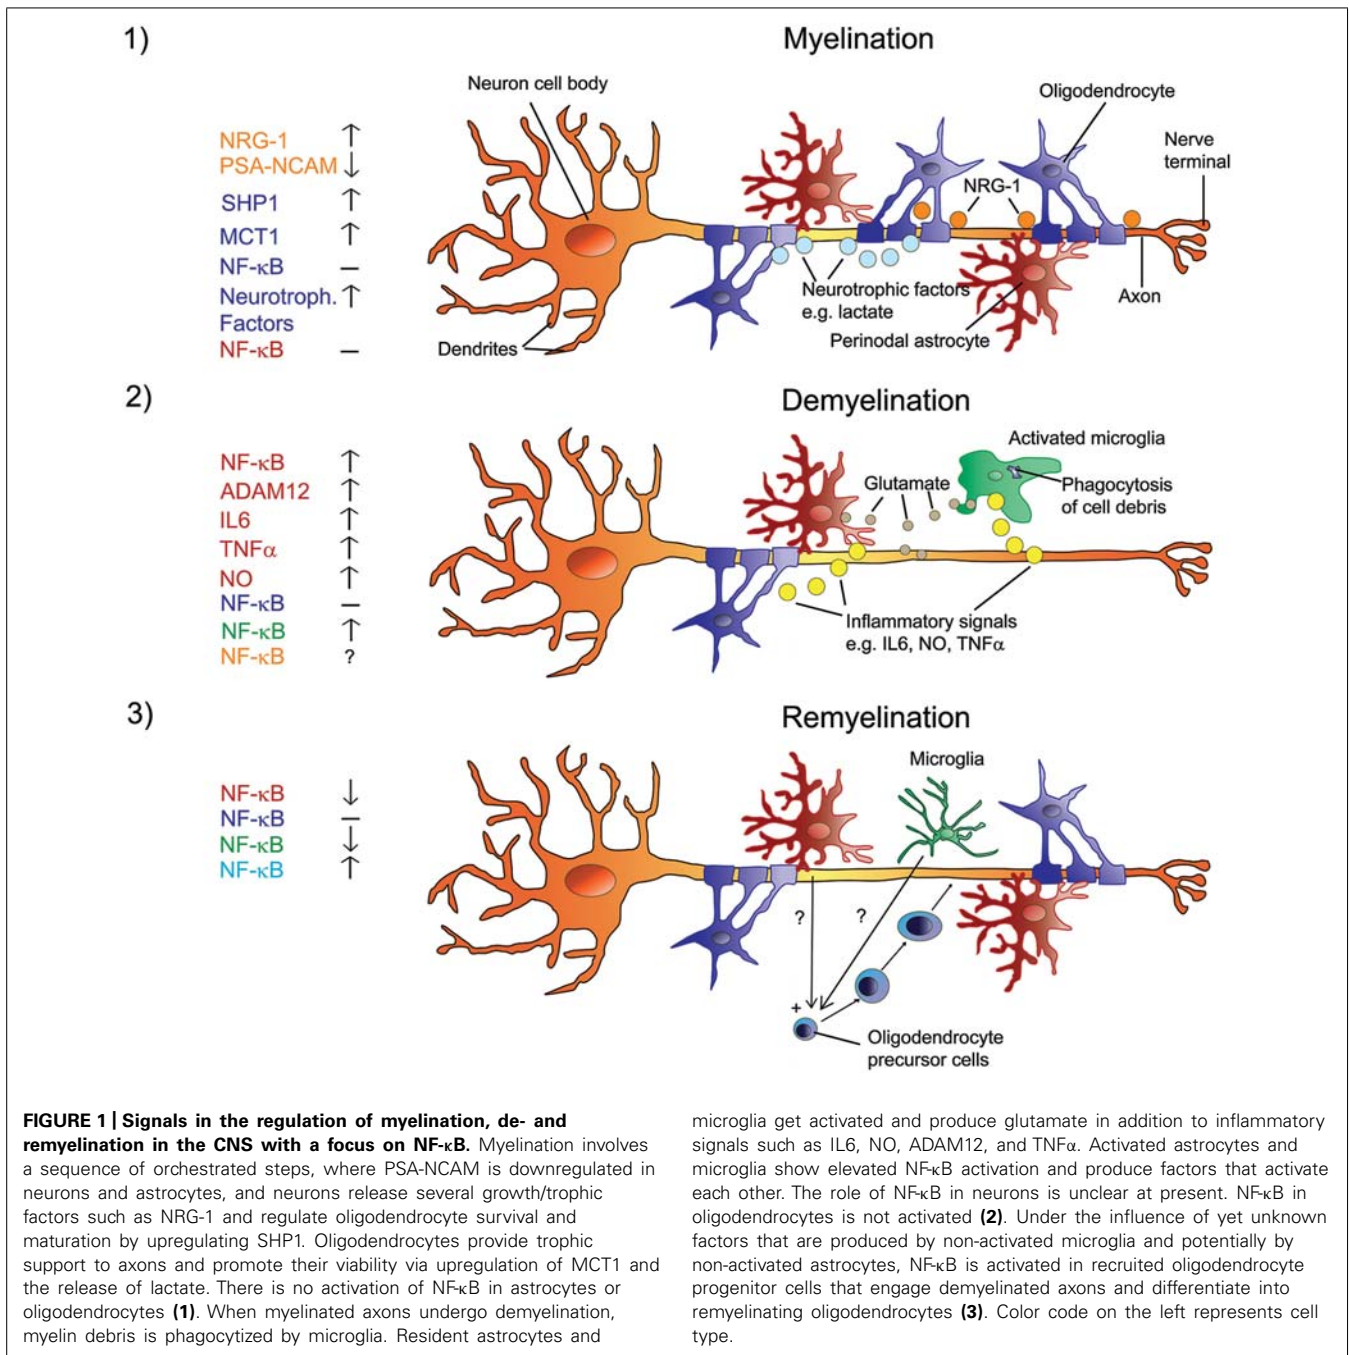 1)
Myelination
NRG-1 ↑
PSA-NCAM ↓
SHP1 ↑
MCT1 ↑
NF-κB –
Neurotroph. ↑
Factors
NF-κB –
Neuron cell body
Oligodendrocyte
Nerve
terminal
NRG-1
Neurotrophic factors
e.g. lactate
Axon
Perinodal astrocyte
Dendrites
2)
Demyelination
NF-κB ↑
ADAM12 ↑
IL6 ↑
TNFα ↑
NO ↑
NF-κB –
NF-κB ↑
NF-κB ?
Activated microglia
Glutamate
Phagocytosis
of cell debris
Inflammatory signals
e.g. IL6, NO, TNFα
3)
Remyelination
NF-κB ↓
NF-κB –
NF-κB ↓
NF-κB ↑
Microglia
?
?
+
Oligodendrocyte
precursor cells
FIGURE 1 | Signals in the regulation of myelination, de- and
remyelination in the CNS with a focus on NF-κB. Myelination involves
a sequence of orchestrated steps, where PSA-NCAM is downregulated in
neurons and astrocytes, and neurons release several growth/trophic
factors such as NRG-1 and regulate oligodendrocyte survival and
maturation by upregulating SHP1. Oligodendrocytes provide trophic
support to axons and promote their viability via upregulation of MCT1 and
the release of lactate. There is no activation of NF-κB in astrocytes or
oligodendrocytes (1). When myelinated axons undergo demyelination,
myelin debris is phagocytized by microglia. Resident astrocytes and
microglia get activated and produce glutamate in addition to inflammatory
signals such as IL6, NO, ADAM12, and TNFα. Activated astrocytes and
microglia show elevated NF-κB activation and produce factors that activate
each other. The role of NF-κB in neurons is unclear at present. NF-κB in
oligodendrocytes is not activated (2). Under the influence of yet unknown
factors that are produced by non-activated microglia and potentially by
non-activated astrocytes, NF-κB is activated in recruited oligodendrocyte
progenitor cells that engage demyelinated axons and differentiate into
remyelinating oligodendrocytes (3). Color code on the left represents cell
type.